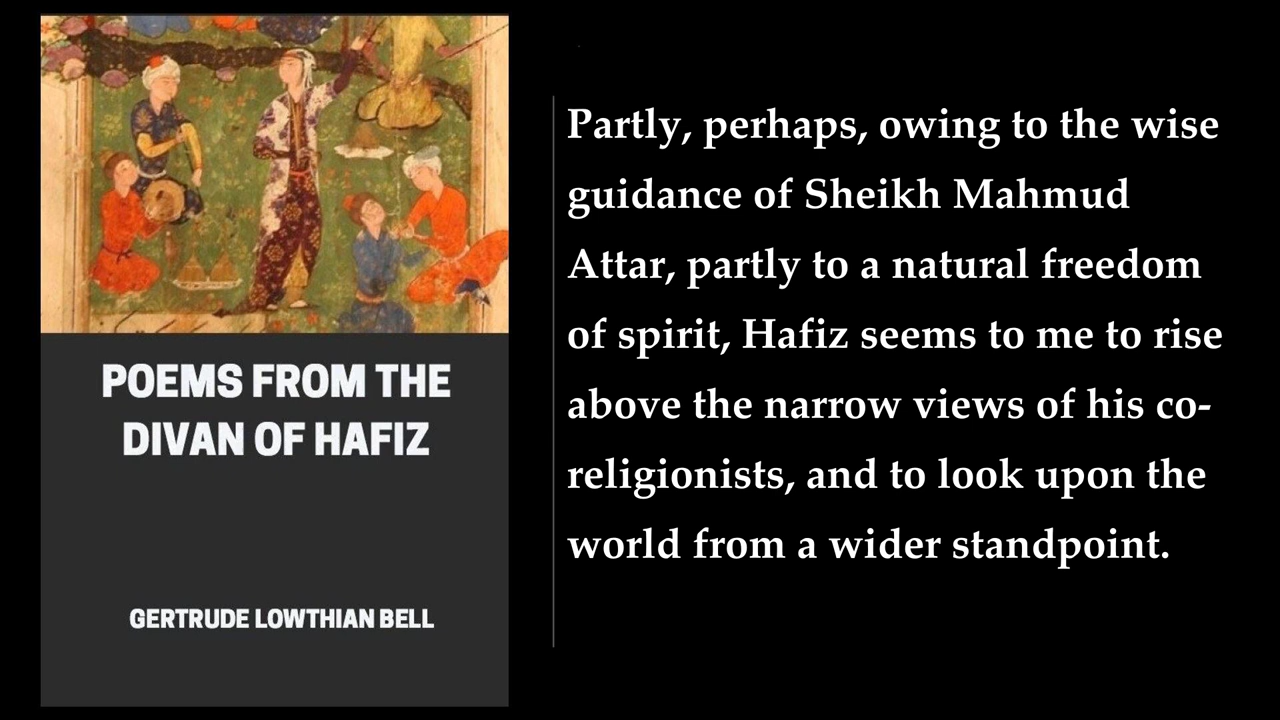 POEMS FROM THE
DIVAN OF HAFIZ
GERTRUDE LOWTHIAN BELL
Partly, perhaps, owing to the wise
guidance of Sheikh Mahmud
Attar, partly to a natural freedom
of spirit, Hafiz seems to me to rise
above the narrow views of his co-
religionists, and to look upon the
world from a wider standpoint.